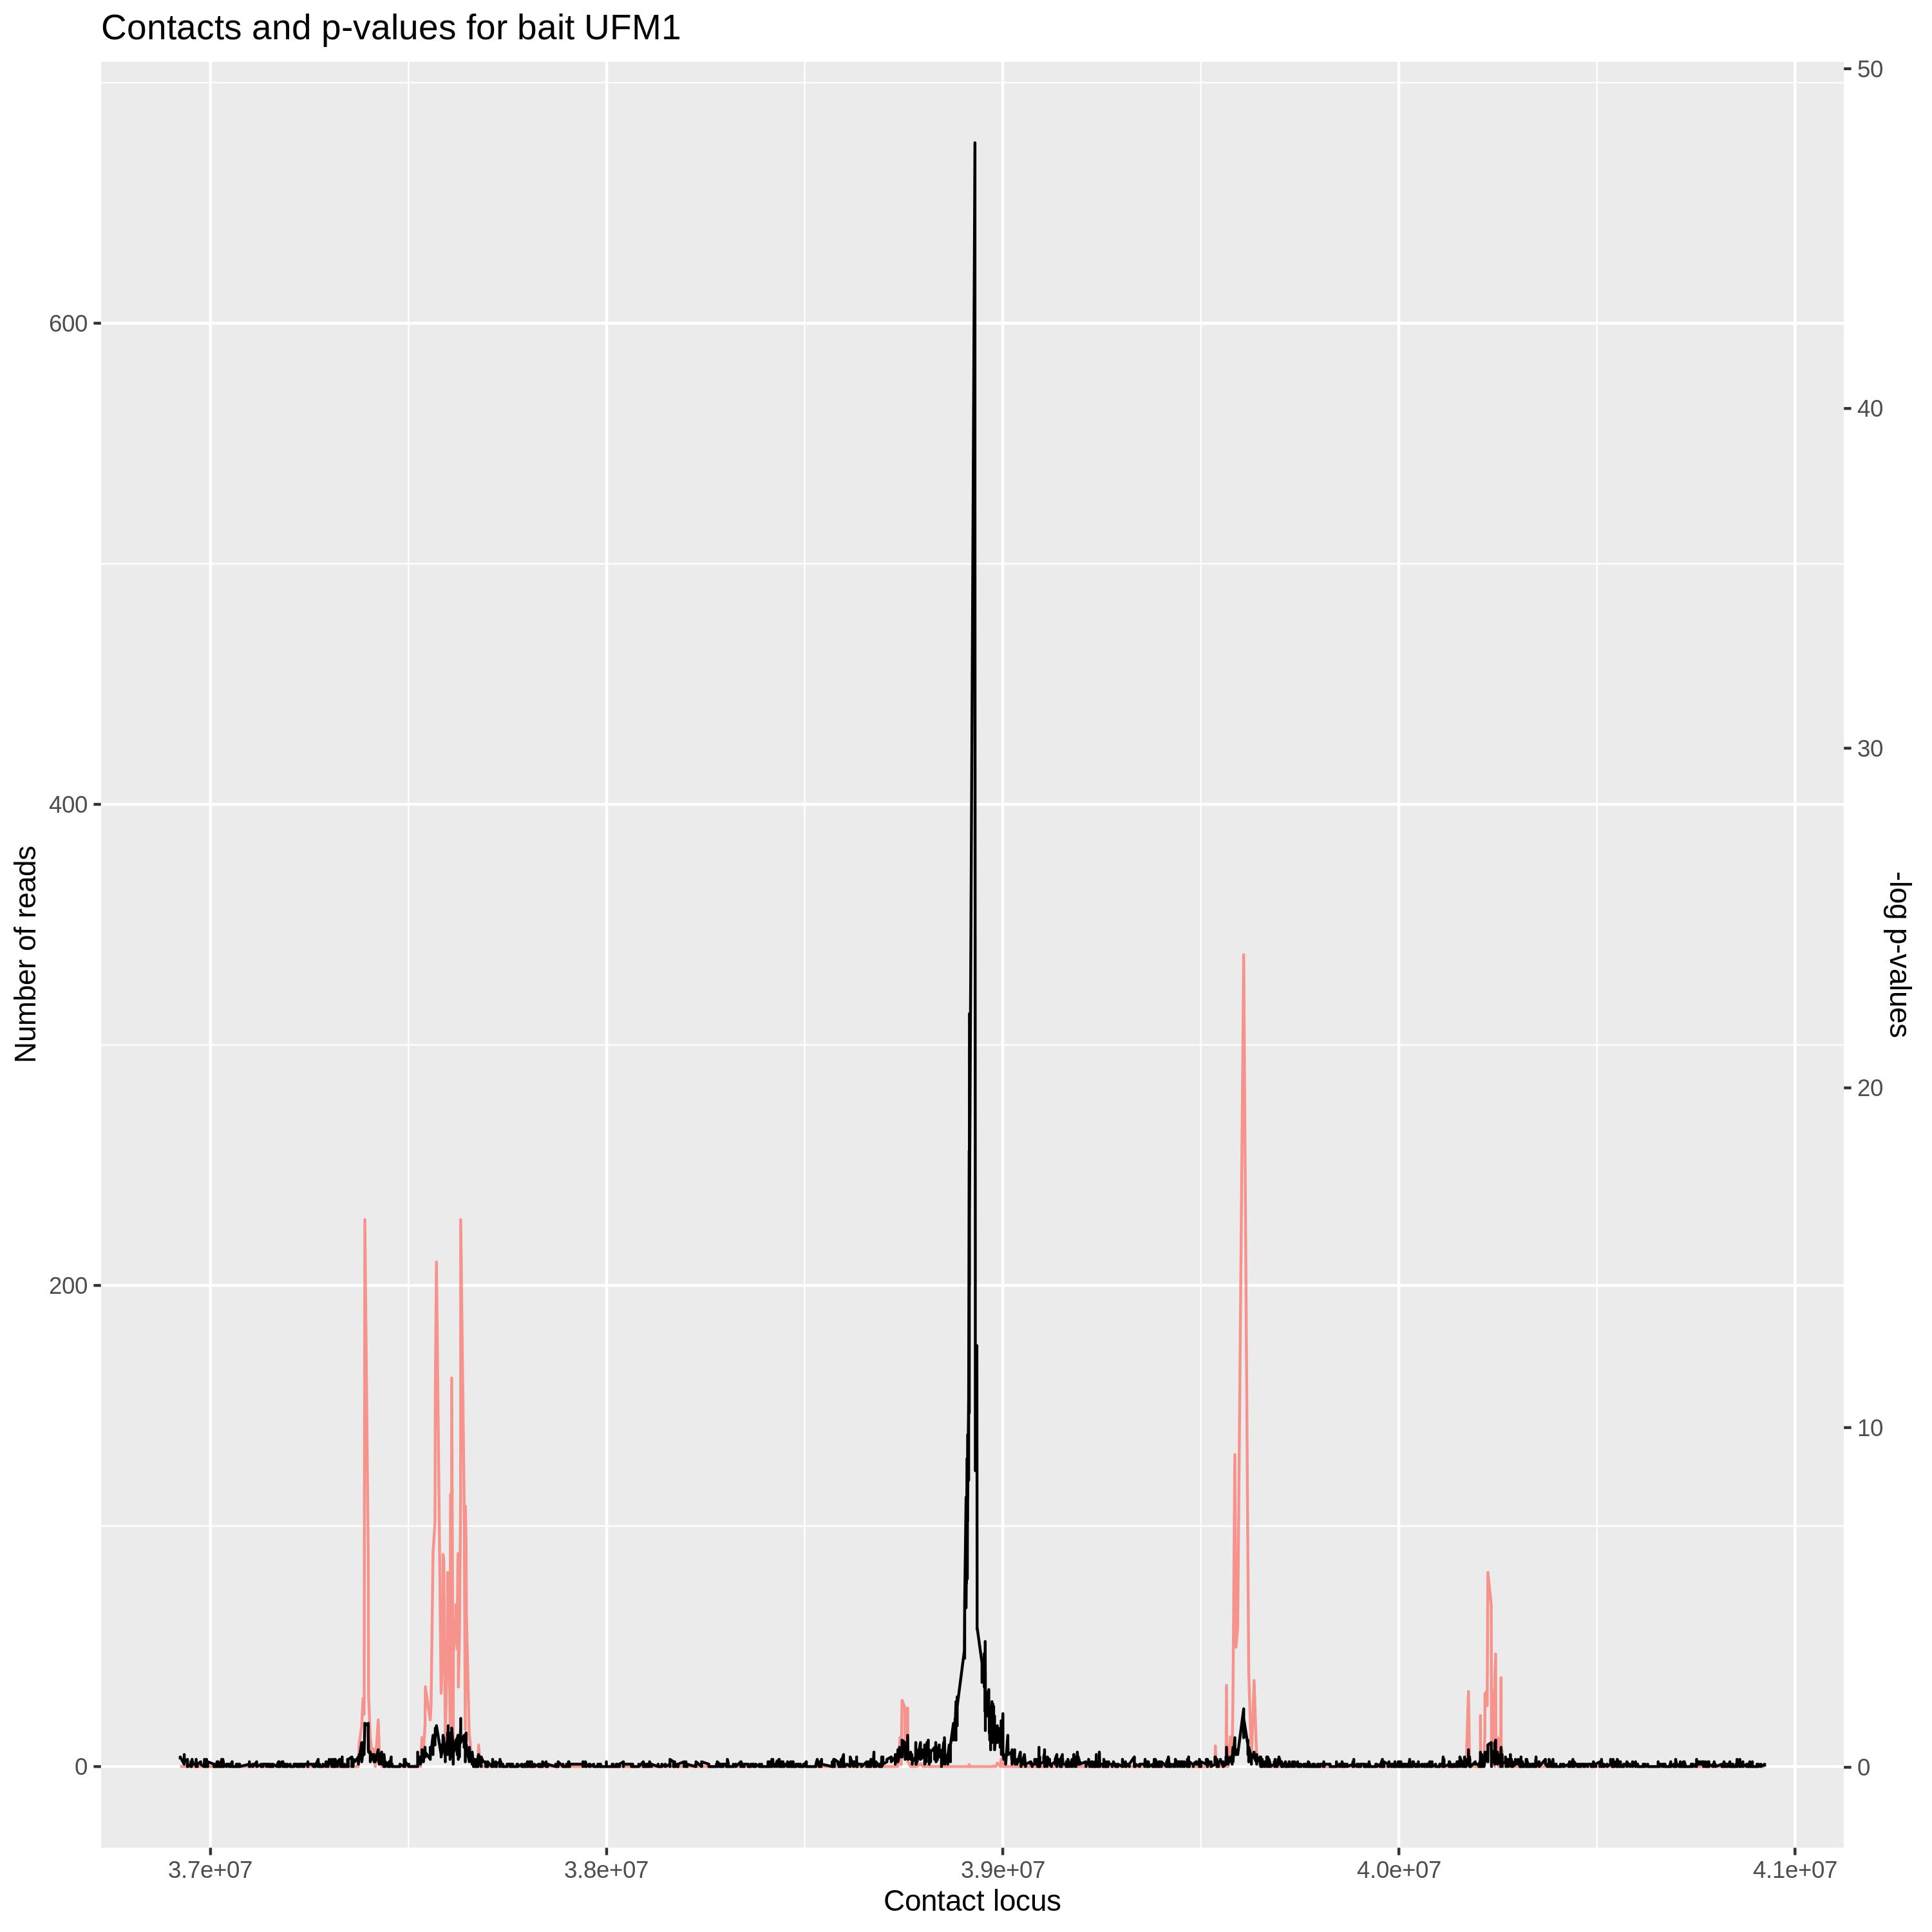 Contacts and p-values for bait UFM1
50
600
40
30
400
20
200
10
0
0
Number of reads
-log p-values
3.7e+07
3.8e+07
3.9e+07
4.0e+07
4.1e+07
Contact locus